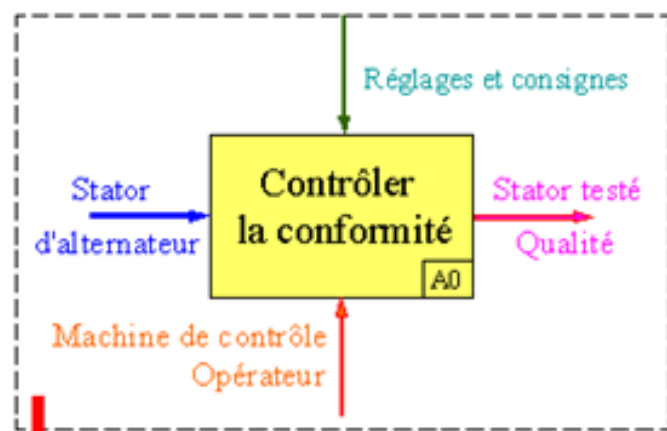 Réglages et consignes
Contrôler
la conformité
A0
Stator
d'alternateur
Stator testé
Qualité
Machine de contrôle
Opérateur